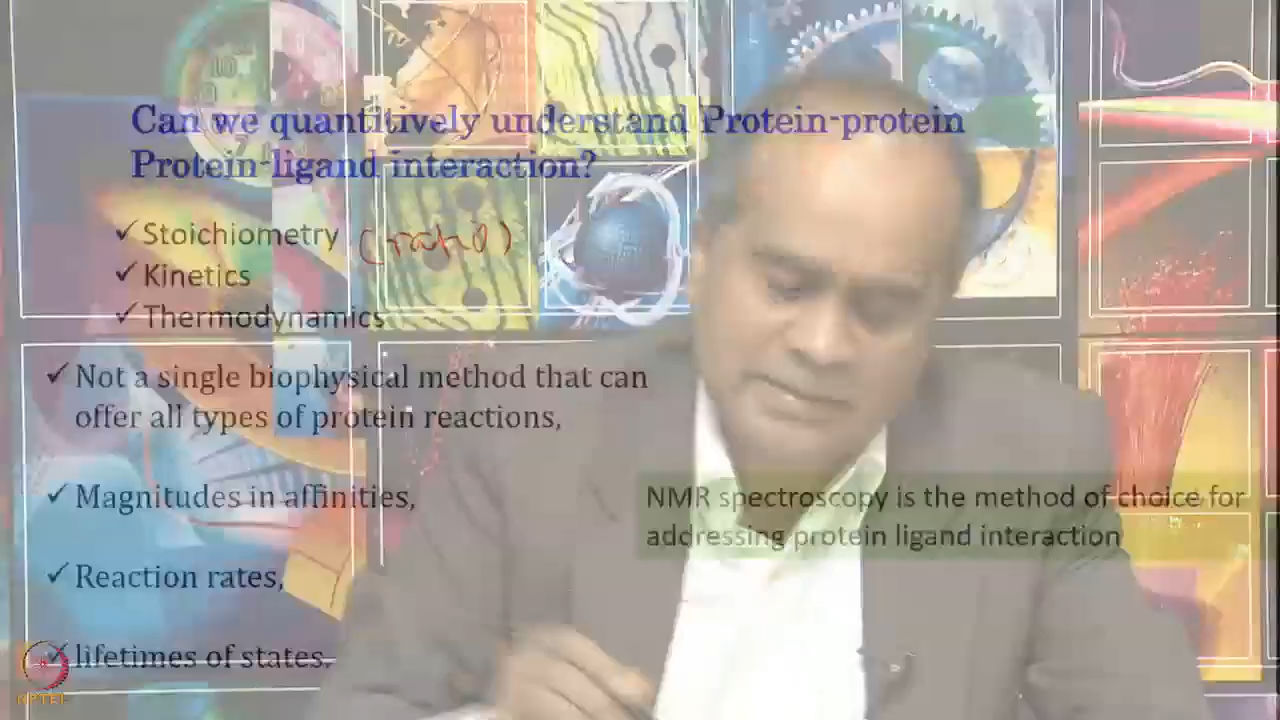 Can we quantitively understand Protein-protein
Protein-ligand interaction?
✓ Stoichiometry (ratio)
✓ Kinetics
✓ Thermodynamics
✓ Not a single biophysical method that can
offer all types of protein reactions,
✓ Magnitudes in affinities,
NMR spectroscopy is the method of choice for
addressing protein ligand interaction
✓ Reaction rates,
✓ lifetimes of states.
NPTEL